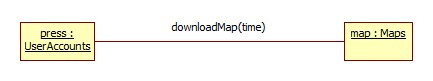 downloadMap(time)
press :
UserAccounts
map : Maps